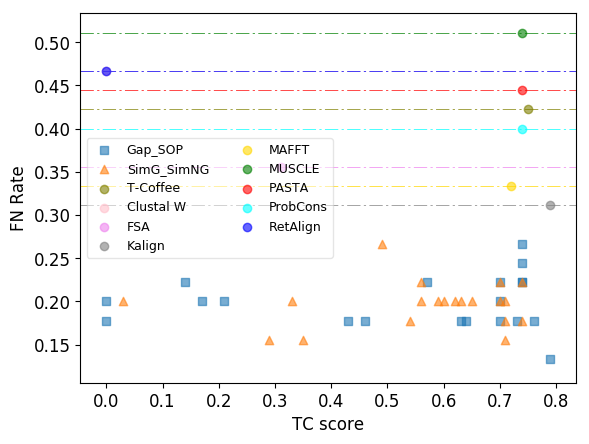 0.50
0.45
0.40
0.35
0.30
0.25
0.20
0.15
FN Rate
Gap_SOP
SimG_SimNG
T-Coffee
Clustal W
FSA
Kalign
MAFFT
MUSCLE
PASTA
ProbCons
RetAlign
0.0 0.1 0.2 0.3 0.4 0.5 0.6 0.7 0.8
TC score